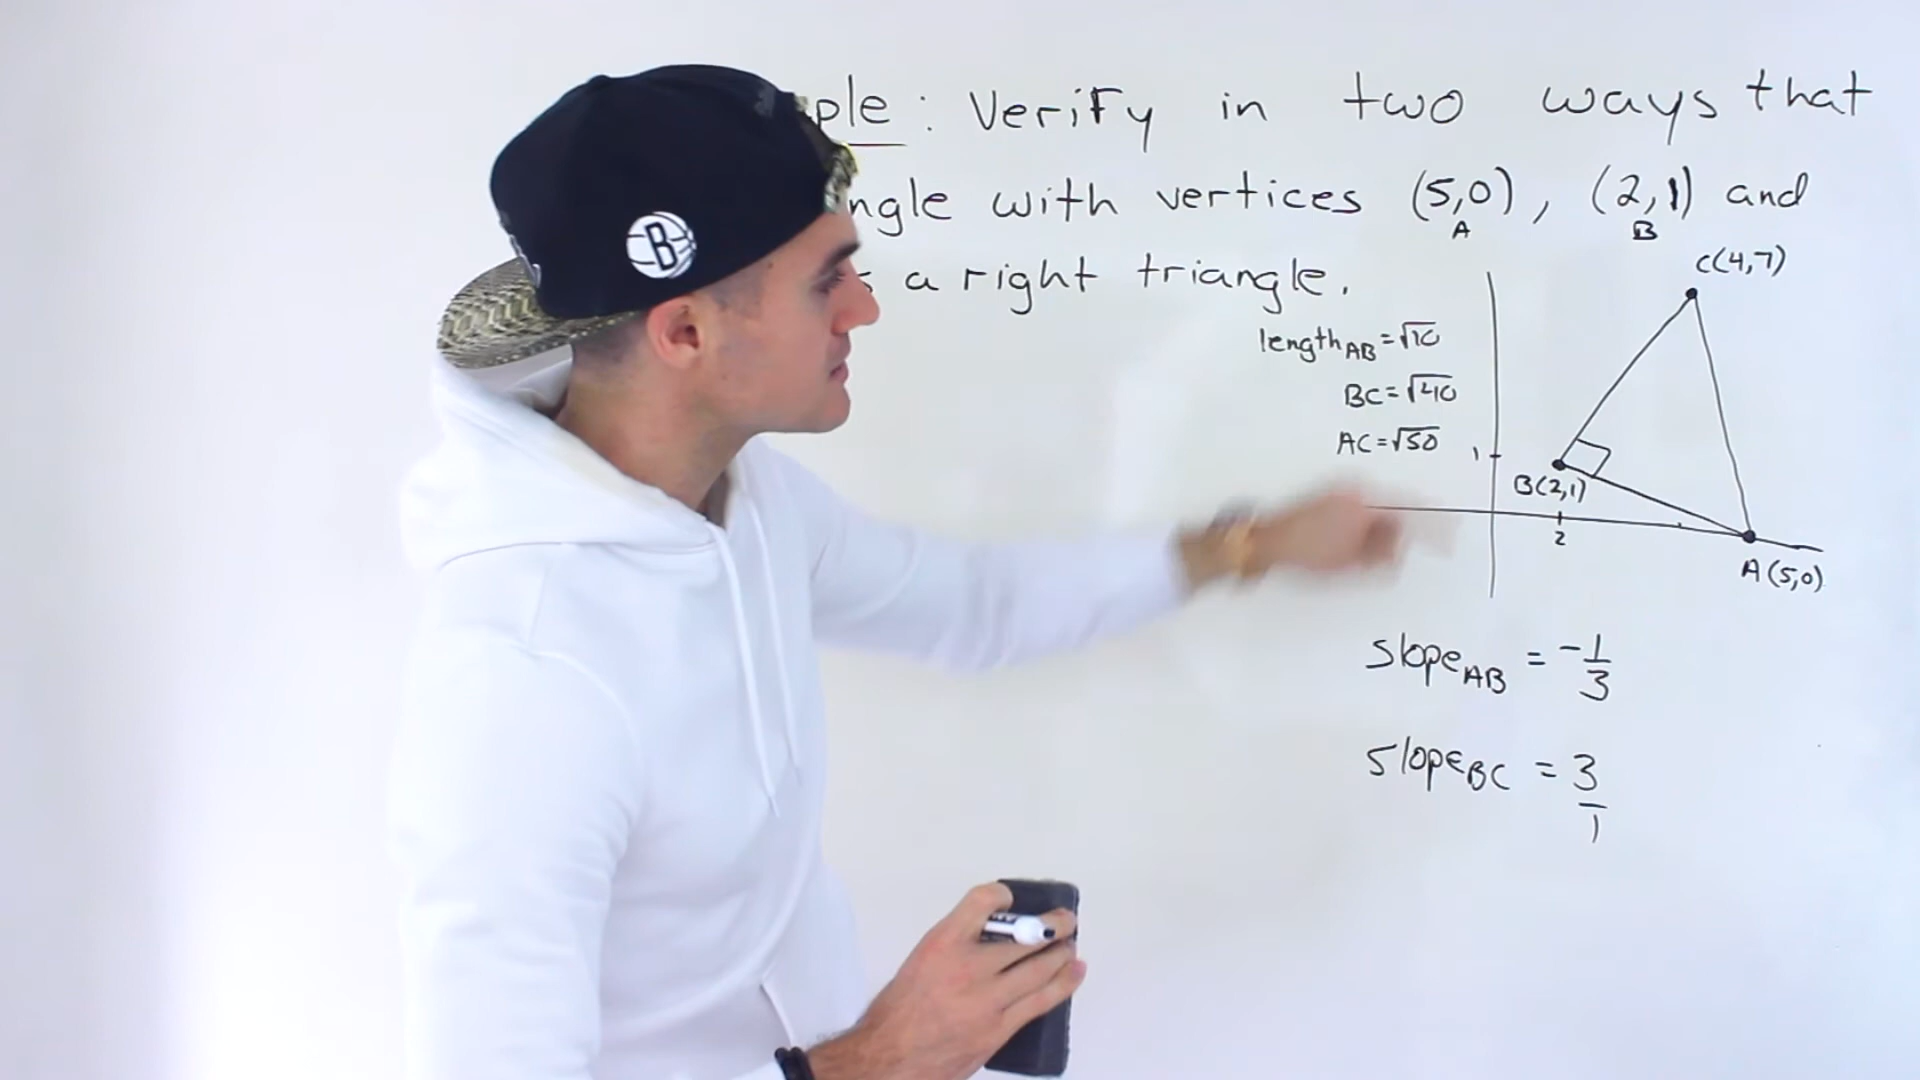 ple : Verify in two ways that
ngle with vertices (5,0), (2,1) and
A B
a right triangle.
C(4,7)
length AB = √10
BC = √40
AC = √50
1
B(2,1)
2
A(5,0)
slope AB = -1/3
slope BC = 3/1
B